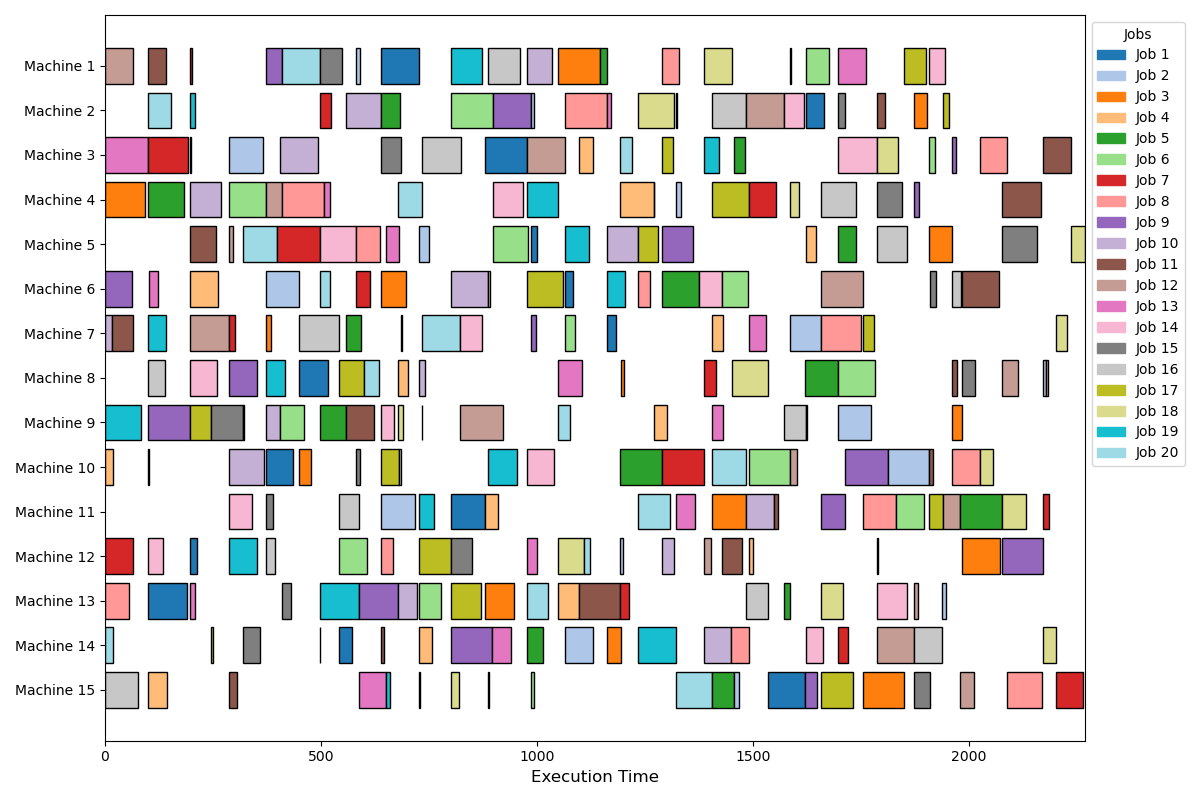 Machine 1
Machine 2
Machine 3
Machine 4
Machine 5
Machine 6
Machine 7
Machine 8
Machine 9
Machine 10
Machine 11
Machine 12
Machine 13
Machine 14
Machine 15
0 500 1000 1500 2000
Execution Time
Jobs
Job 1
Job 2
Job 3
Job 4
Job 5
Job 6
Job 7
Job 8
Job 9
Job 10
Job 11
Job 12
Job 13
Job 14
Job 15
Job 16
Job 17
Job 18
Job 19
Job 20